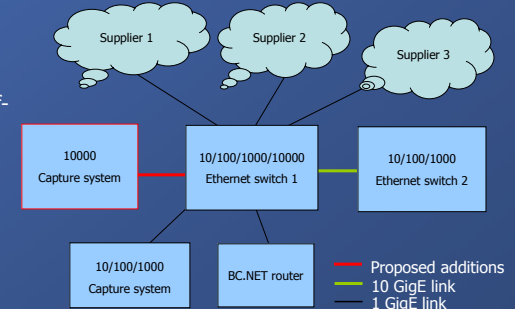 Supplier 1
Supplier 2
Supplier 3
10000
Capture system
10/100/1000/10000
Ethernet switch 1
10/100/1000
Ethernet switch 2
10/100/1000
Capture system
BC.NET router
Proposed additions
10 GigE link
1 GigE link